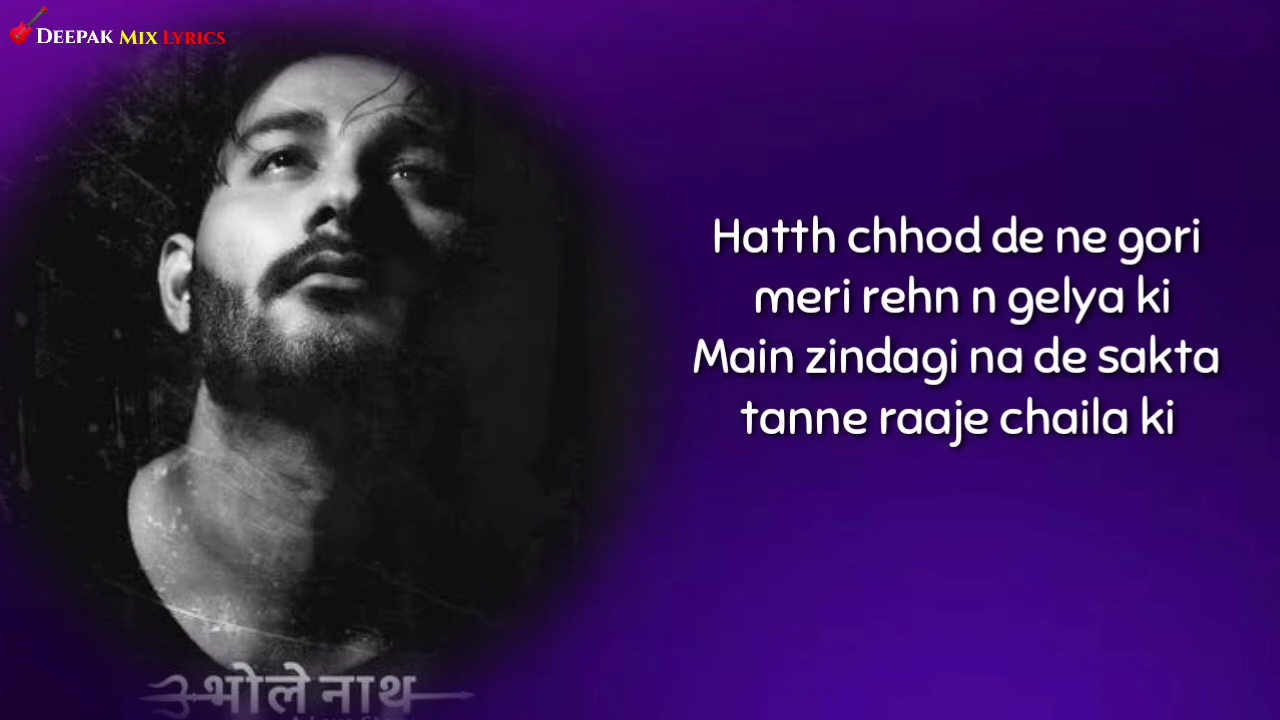 Deepak Mix Lyrics
Hatth chhod de ne gori
meri rehn n gelya ki
Main zindagi na de sakta
tanne raaje chaila ki
भोले नाथ